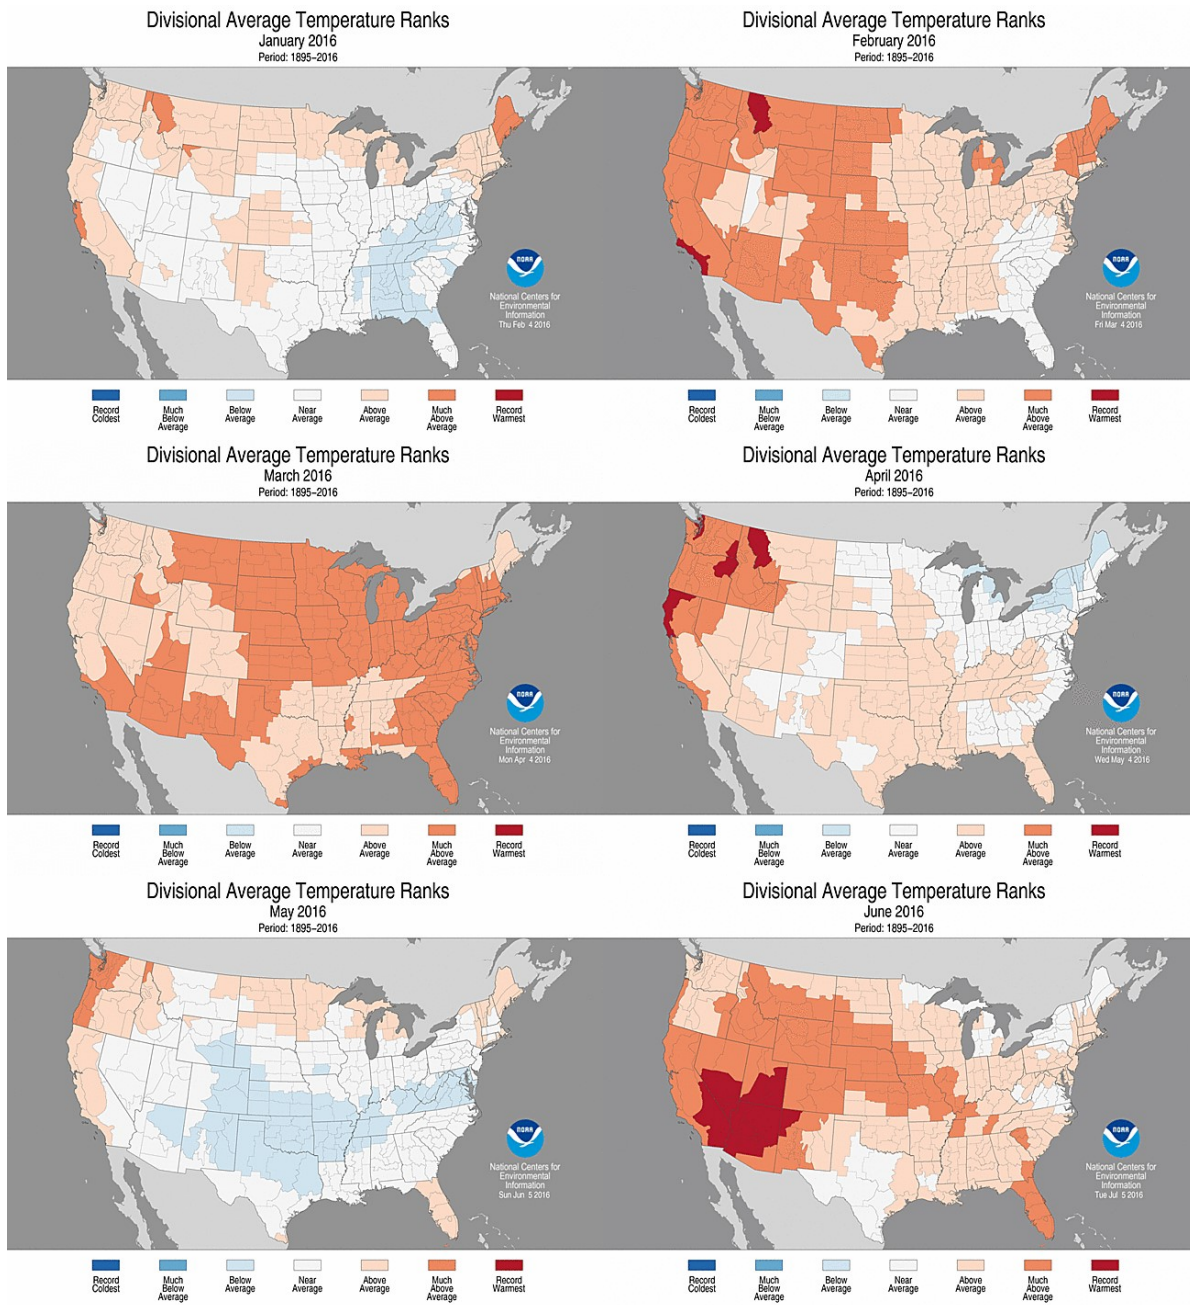 Divisional Average Temperature Ranks
January 2016
Period: 1895–2016
NOAA
National Centers for
Environmental
Information
Thu Feb 4 2016
Record
Coldest
Much
Below
Average
Below
Average
Near
Average
Above
Average
Much
Above
Average
Record
Warmest
Divisional Average Temperature Ranks
February 2016
Period: 1895–2016
NOAA
National Centers for
Environmental
Information
Fri Mar 4 2016
Record
Coldest
Much
Below
Average
Below
Average
Near
Average
Above
Average
Much
Above
Average
Record
Warmest
Divisional Average Temperature Ranks
March 2016
Period: 1895–2016
NOAA
National Centers for
Environmental
Information
Mon Apr 4 2016
Record
Coldest
Much
Below
Average
Below
Average
Near
Average
Above
Average
Much
Above
Average
Record
Warmest
Divisional Average Temperature Ranks
April 2016
Period: 1895–2016
NOAA
National Centers for
Environmental
Information
Wed May 4 2016
Record
Coldest
Much
Below
Average
Below
Average
Near
Average
Above
Average
Much
Above
Average
Record
Warmest
Divisional Average Temperature Ranks
May 2016
Period: 1895–2016
NOAA
National Centers for
Environmental
Information
Sun Jun 5 2016
Record
Coldest
Much
Below
Average
Below
Average
Near
Average
Above
Average
Much
Above
Average
Record
Warmest
Divisional Average Temperature Ranks
June 2016
Period: 1895–2016
NOAA
National Centers for
Environmental
Information
Tue Jul 5 2016
Record
Coldest
Much
Below
Average
Below
Average
Near
Average
Above
Average
Much
Above
Average
Record
Warmest